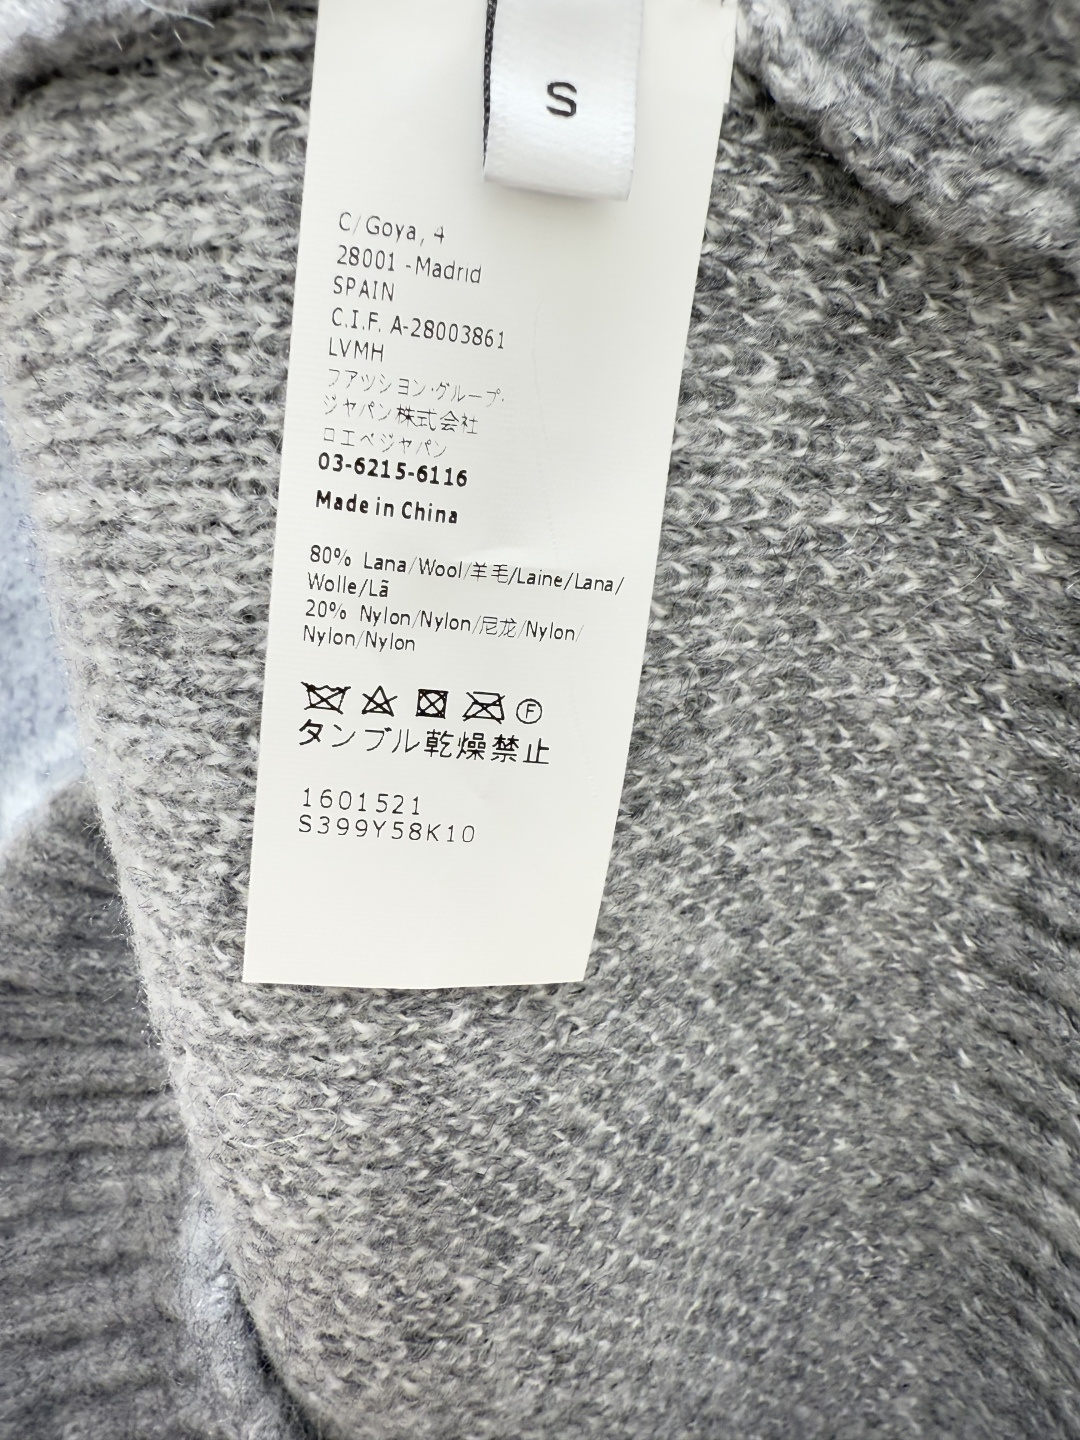 S
C/Goya, 4
28001 -Madrid
SPAIN
C.I.F. A-28003861
LVMH
ファッション・グループ・
ジャパン株式会社
ロエベジャパン
03-6215-6116
Made in China
80% Lana/Wool/羊毛/Laine/Lana/
Wolle/Lã
20% Nylon/Nylon/尼龙/Nylon/
Nylon/Nylon
F
タンブル乾燥禁止
1601521
S399Y58K10